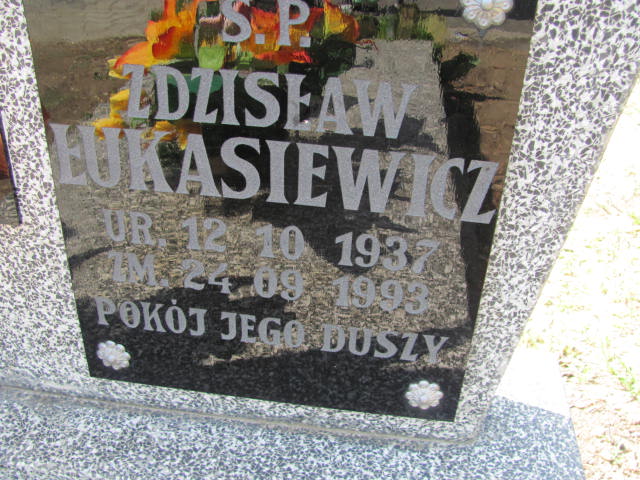 Ś.P.
ZDZISŁAW
ŁUKASIEWICZ
UR. 12 10 1937
ZM. 24 09 1993
POKÓJ JEGO DUSZY